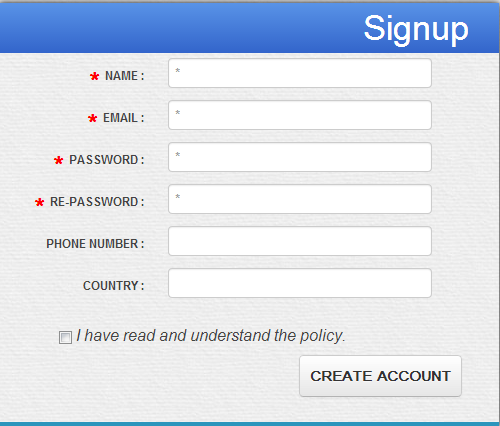 Signup
* NAME : *
* EMAIL : *
* PASSWORD : *
* RE-PASSWORD : *
PHONE NUMBER :
COUNTRY :
I have read and understand the policy.
CREATE ACCOUNT